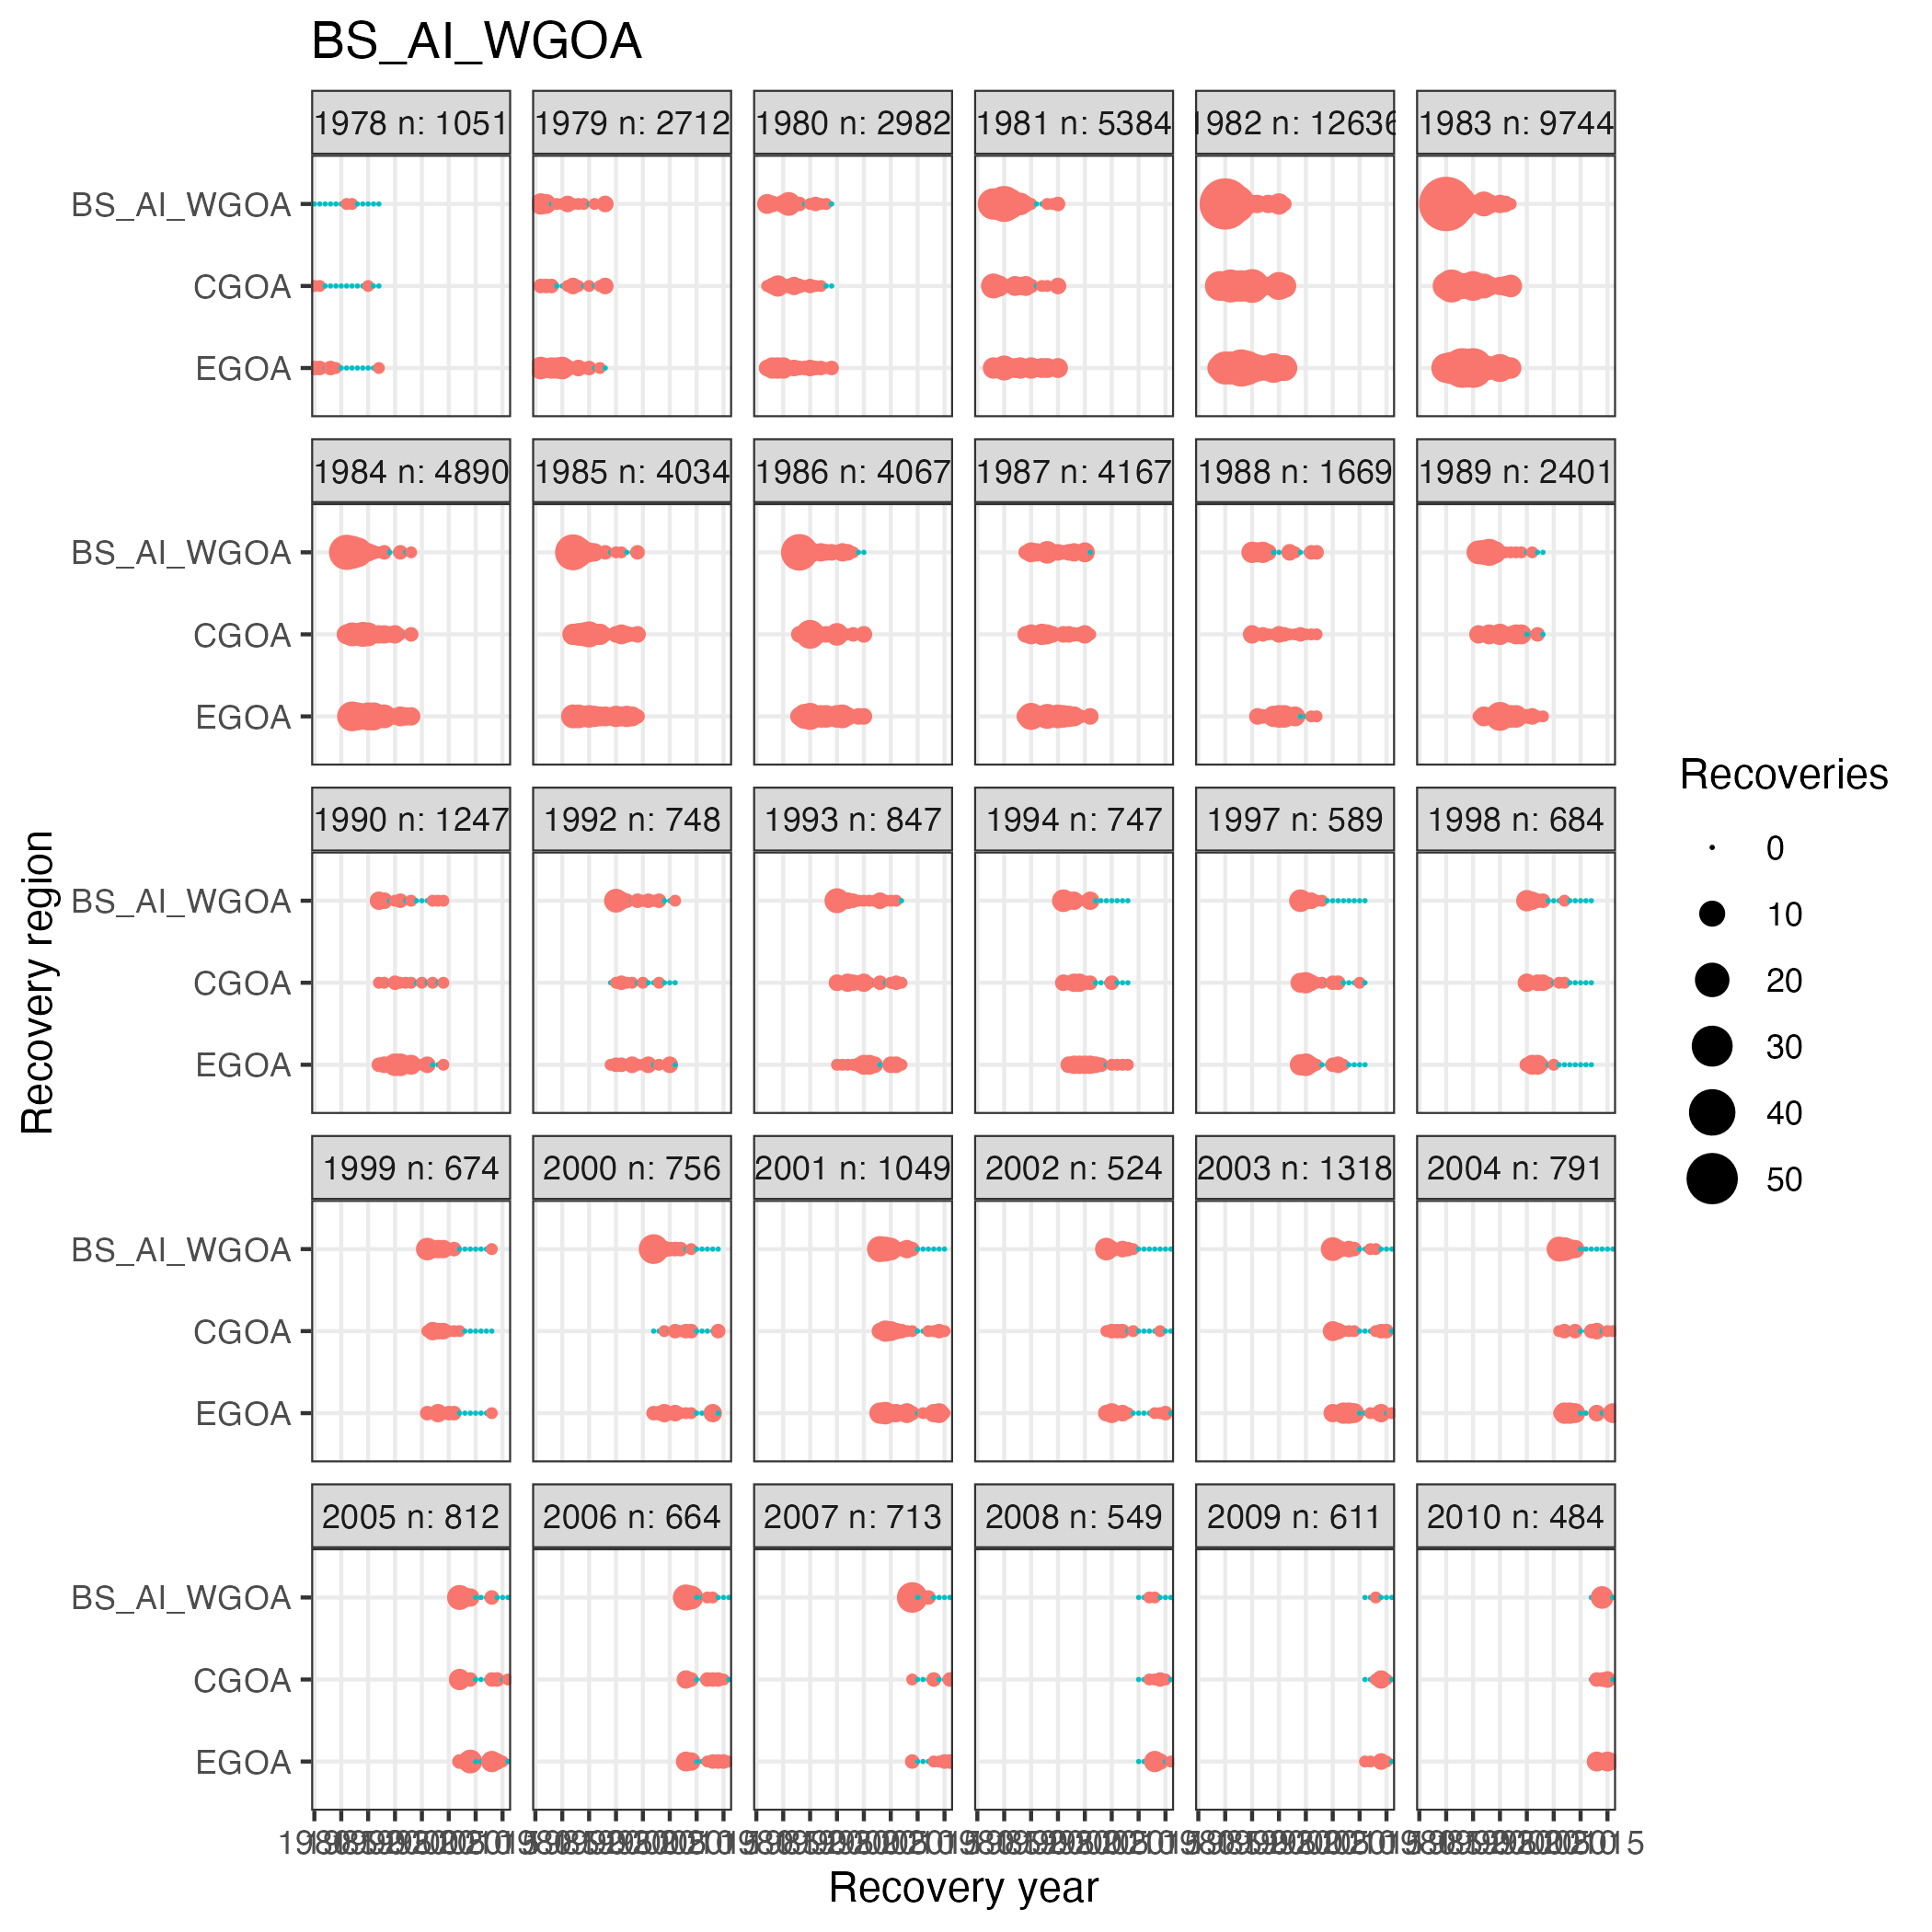 BS_AI_WGOA
1978 n: 1051 1979 n: 2712 1980 n: 2982 1981 n: 5384 1982 n: 12636 1983 n: 9744
BS_AI_WGOA
CGOA
EGOA
1984 n: 4890 1985 n: 4034 1986 n: 4067 1987 n: 4167 1988 n: 1669 1989 n: 2401
BS_AI_WGOA
CGOA
EGOA
1990 n: 1247 1992 n: 748 1993 n: 847 1994 n: 747 1997 n: 589 1998 n: 684
BS_AI_WGOA
CGOA
EGOA
1999 n: 674 2000 n: 756 2001 n: 1049 2002 n: 524 2003 n: 1318 2004 n: 791
BS_AI_WGOA
CGOA
EGOA
2005 n: 812 2006 n: 664 2007 n: 713 2008 n: 549 2009 n: 611 2010 n: 484
BS_AI_WGOA
CGOA
EGOA
Recovery year
Recovery region
Recoveries
0
10
20
30
40
50